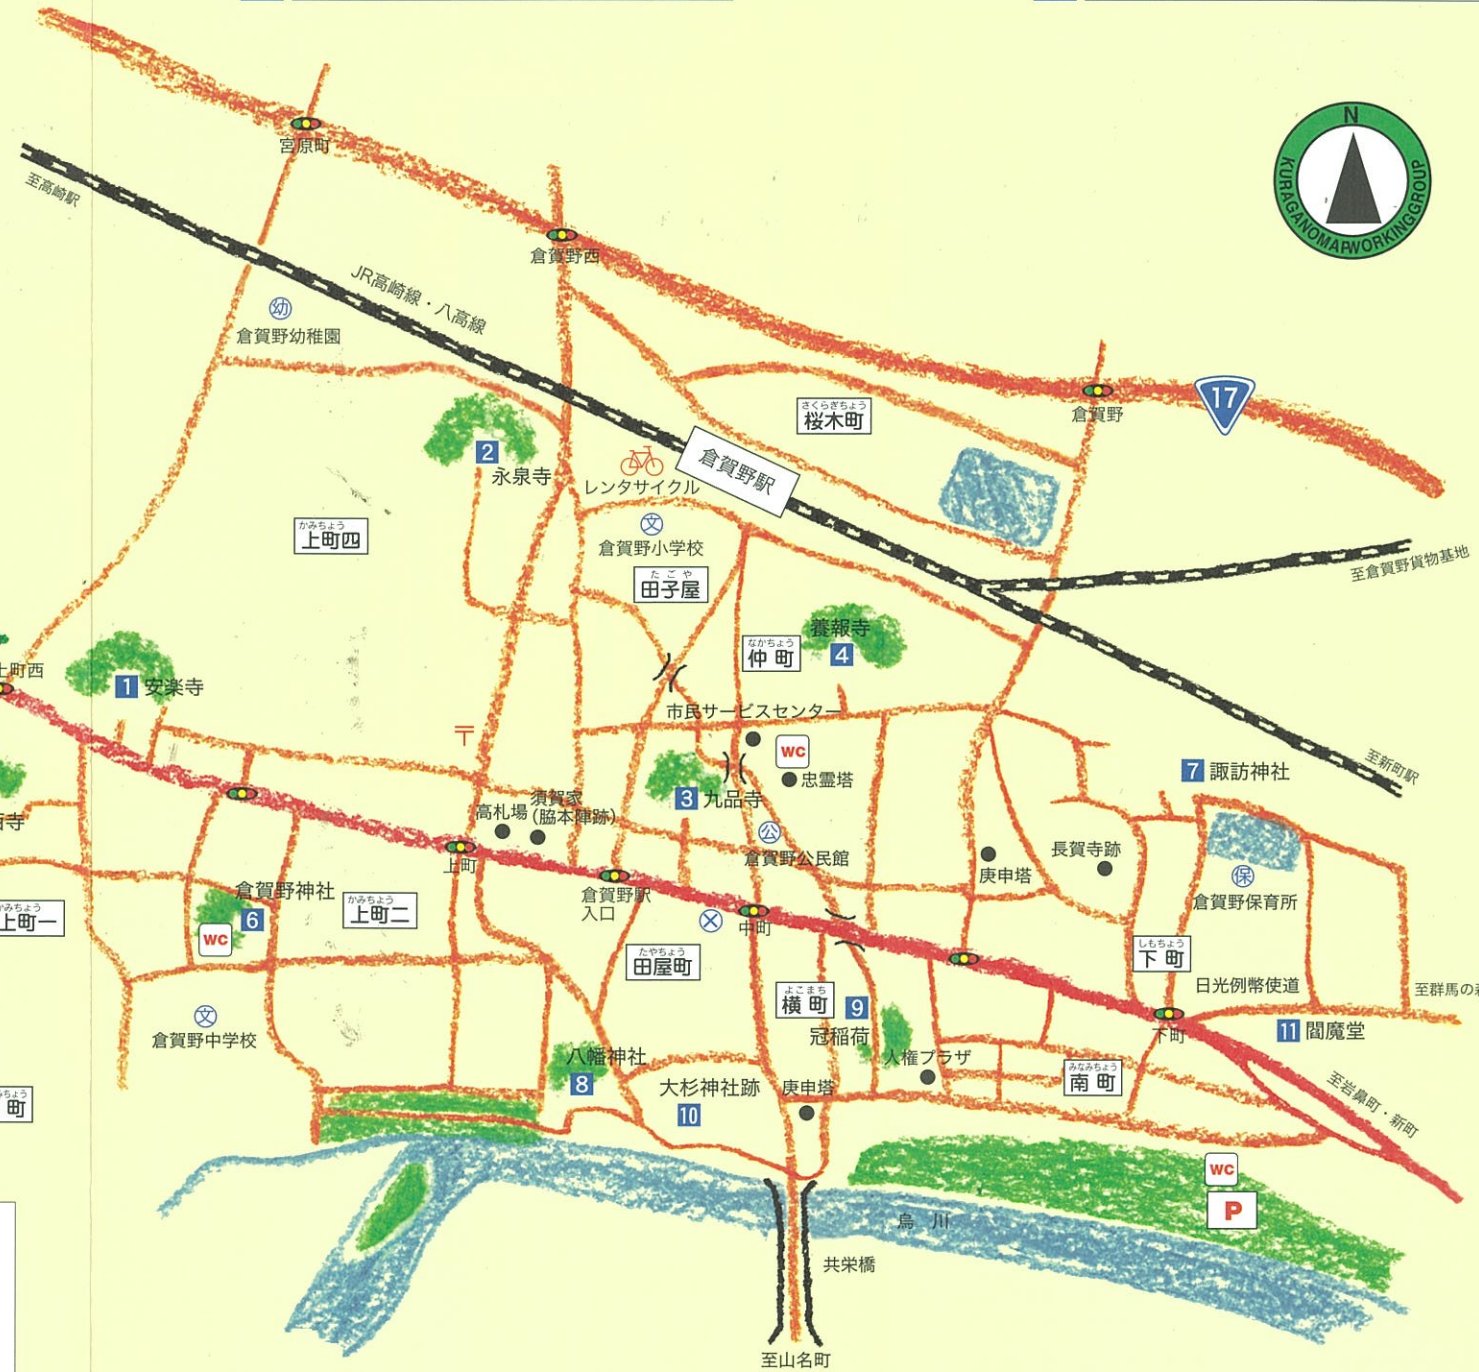 宮原町
至高崎駅
N
KURAGANOMAPWORKINGGROUP
倉賀野西
JR高崎線・八高線
幼
倉賀野幼稚園
17
倉賀野
さくらぎちょう
桜木町
2
永泉寺
倉賀野駅
レンタサイクル
文
倉賀野小学校
かみちょう
上町四
たごや
田子屋
至倉賀野貨物基地
なかちょう
仲町
養報寺
4
上町西
1 安楽寺
〒
市民サービスセンター
WC
忠霊塔
至新町駅
7 諏訪神社
3 九品寺
須賀家
高札場
(脇本陣跡)
公
倉賀野公民館
上町
庚申塔
長賀寺跡
保
倉賀野保育所
倉賀野駅
入口
倉賀野神社
6
WC
かみちょう
上町二
上町一
中町
たやちょう
田屋町
しもちょう
下町
日光例幣使道
よこまち
横町
9
冠稲荷
下町
11 閻魔堂
文
倉賀野中学校
八幡神社
8
大杉神社跡
10
庚申塔
人権プラザ
みなみちょう
南町
至岩鼻町・新町
町
WC
P
烏川
共栄橋
至山名町